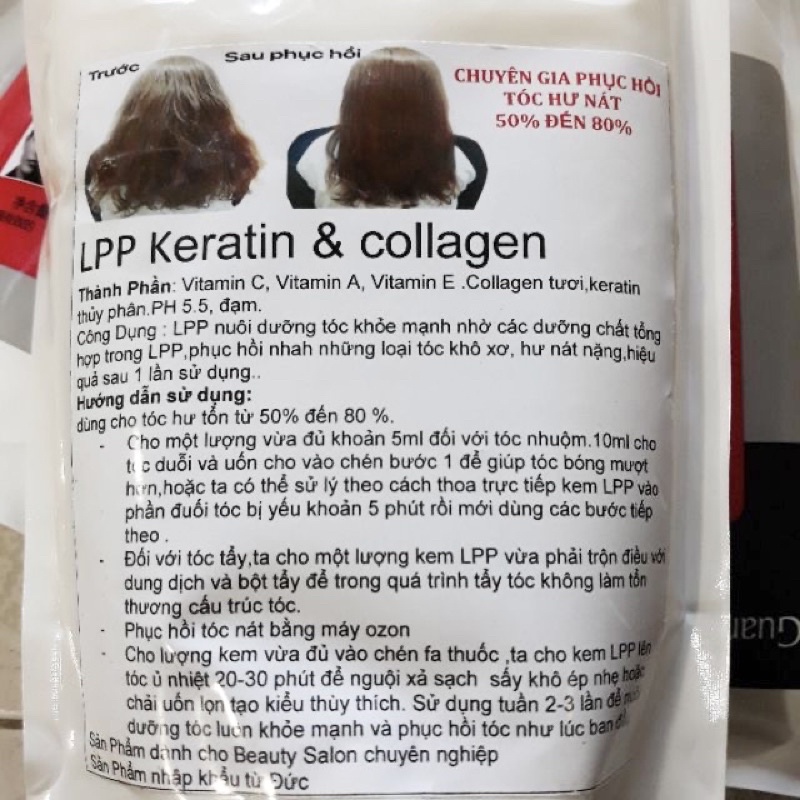 Trước
Sau phục hồi
CHUYÊN GIA PHỤC HỒI
TÓC HƯ NÁT
50% ĐẾN 80%
LPP Keratin & collagen
Thành Phần: Vitamin C, Vitamin A, Vitamin E .Collagen tươi,keratin
thủy phân.PH 5.5, đạm.
Công Dụng : LPP nuôi dưỡng tóc khỏe mạnh nhờ các dưỡng chất tổng
hợp trong LPP,phục hồi nhah những loại tóc khô xơ, hư nát nặng,hiệu
quả sau 1 lần sử dụng..
Hướng dẫn sử dụng:
dùng cho tóc hư tổn từ 50% đến 80 %.
- Cho một lượng vừa đủ khoản 5ml đối với tóc nhuộm.10ml cho
tóc duỗi và uốn cho vào chén bước 1 để giúp tóc bóng mượt
hơn,hoặc ta có thể sử lý theo cách thoa trực tiếp kem LPP vào
phần đuối tóc bị yếu khoản 5 phút rồi mới dùng các bước tiếp
theo .
- Đối với tóc tẩy,ta cho một lượng kem LPP vừa phải trộn điều với
dung dịch và bột tẩy để trong quá trình tẩy tóc không làm tổn
thương cấu trúc tóc.
- Phục hồi tóc nát bằng máy ozon
- Cho lượng kem vừa đủ vào chén fa thuốc ,ta cho kem LPP lên
tóc ủ nhiệt 20-30 phút để nguội xả sạch sấy khô ép nhẹ hoặc
chải uốn lọn tạo kiểu thùy thích. Sử dụng tuần 2-3 lần để
dưỡng tóc luôn khỏe mạnh và phục hồi tóc như lúc ban
Sản Phẩm dành cho Beauty Salon chuyên nghiệp
Sản Phẩm nhập khẩu từ Đức